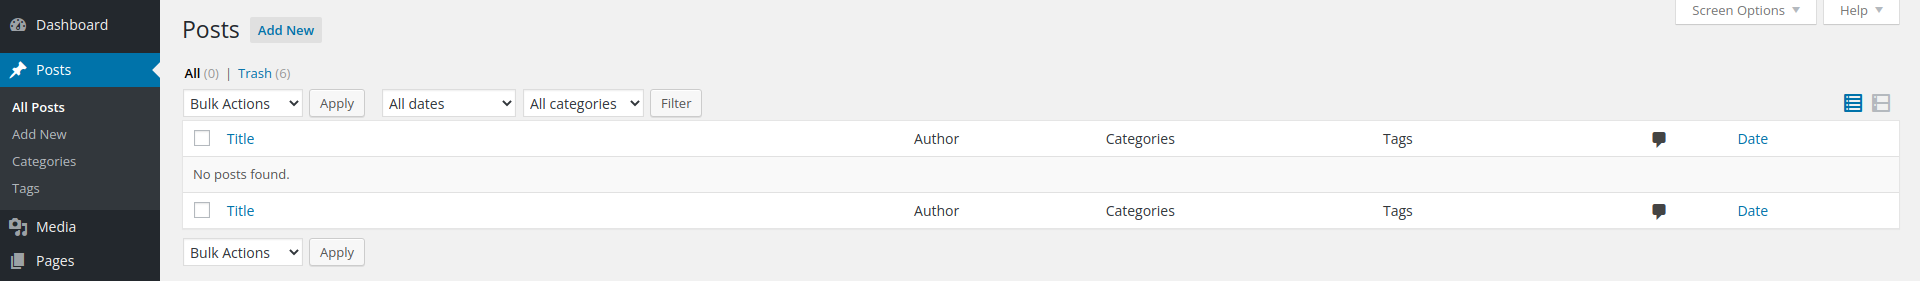 Dashboard
Posts
All Posts
Add New
Categories
Tags
Media
Pages
Screen Options Help
Posts Add New
All (0) | Trash (6)
Bulk Actions Apply All dates All categories Filter
Title Author Categories Tags Date
No posts found.
Title Author Categories Tags Date
Bulk Actions Apply